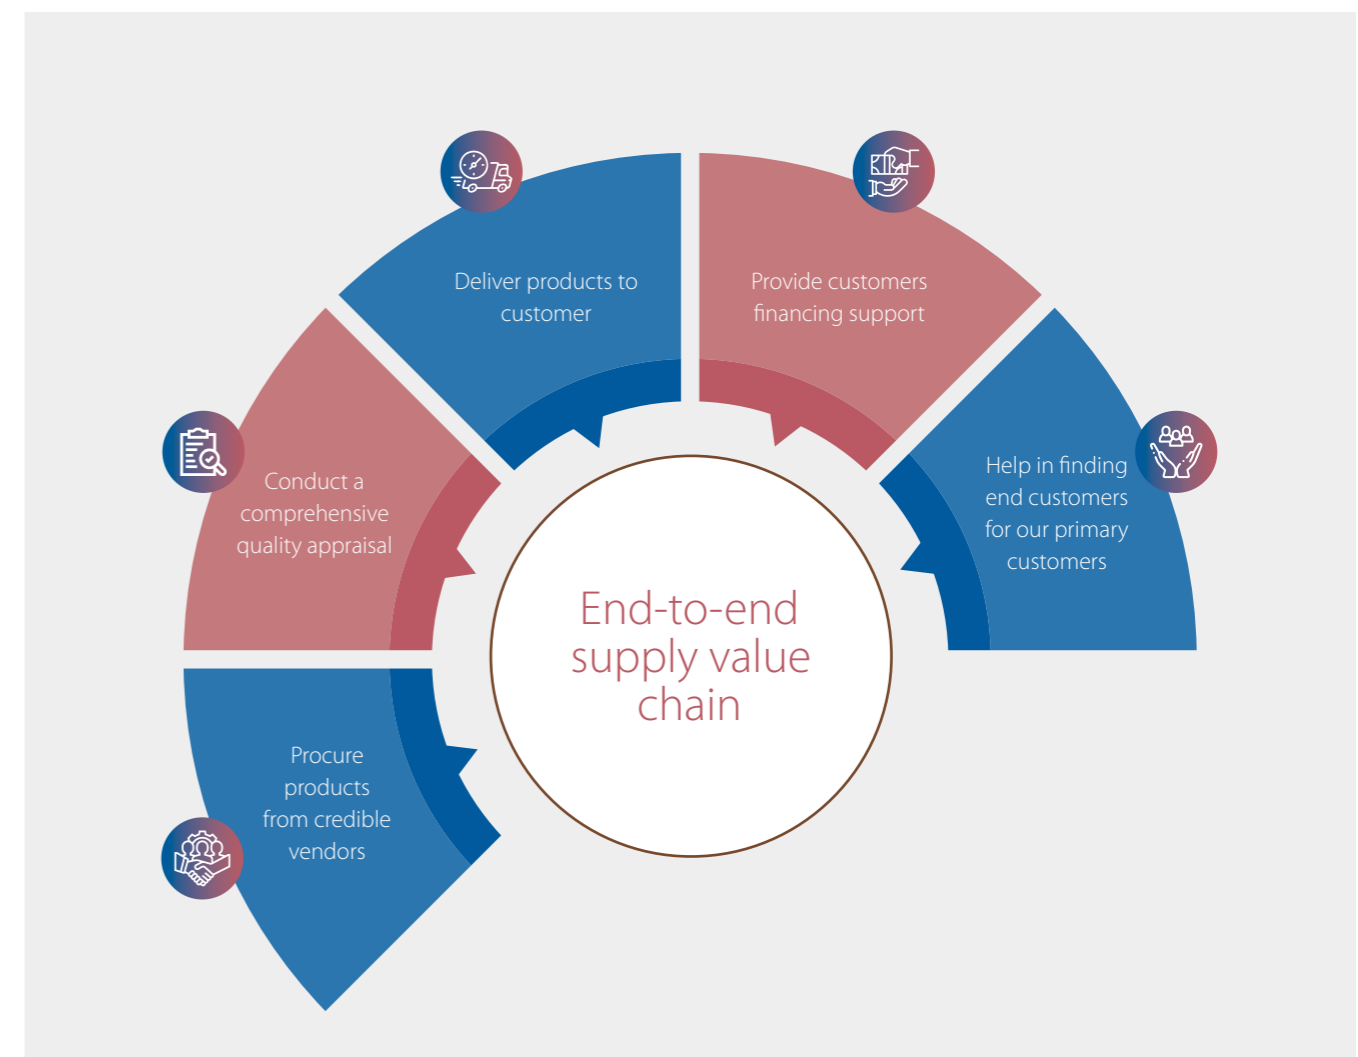 Deliver products to
customer
Provide customers
financing support
Conduct a
comprehensive
quality appraisal
Help in finding
end customers
for our primary
customers
End-to-end
supply value
chain
Procure
products
from credible
vendors